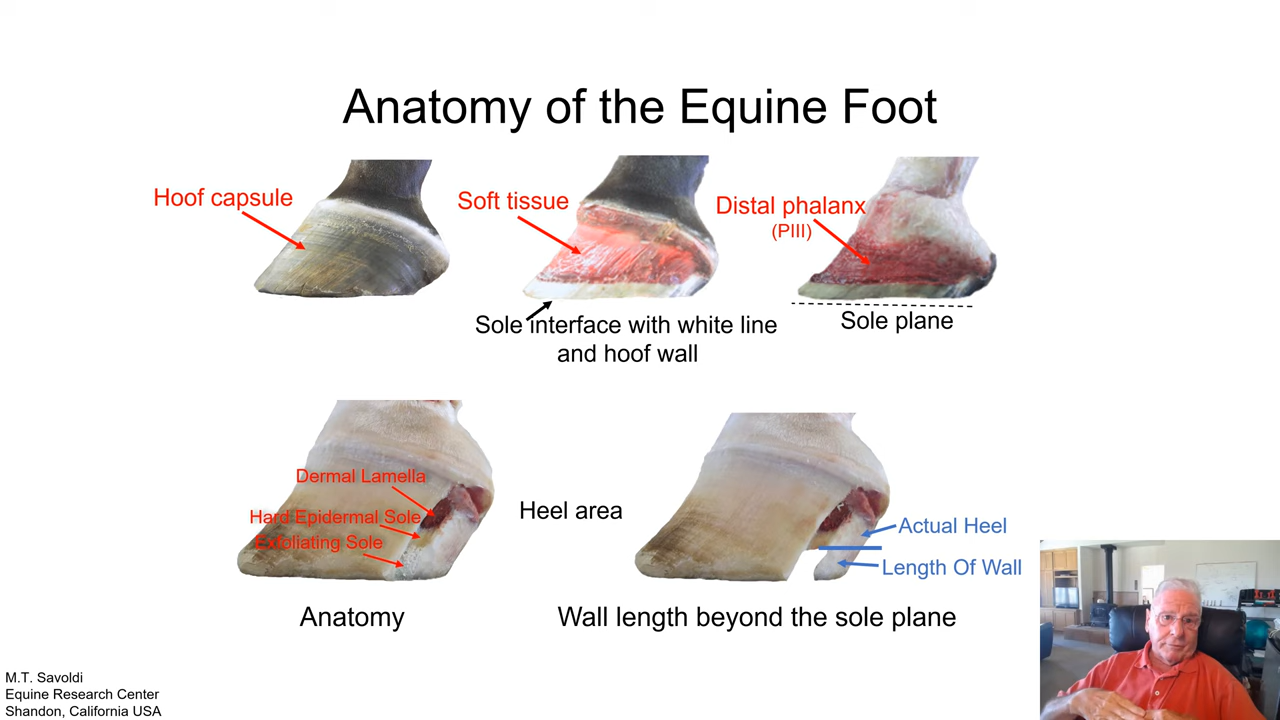 Anatomy of the Equine Foot
Hoof capsule
Soft tissue
Distal phalanx
(PIII)
Sole interface with white line
and hoof wall
Sole plane
Dermal Lamella
Hard Epidermal Sole
Exfoliating Sole
Heel area
Actual Heel
Length Of Wall
Anatomy
Wall length beyond the sole plane
M.T. Savoldi
Equine Research Center
Shandon, California USA